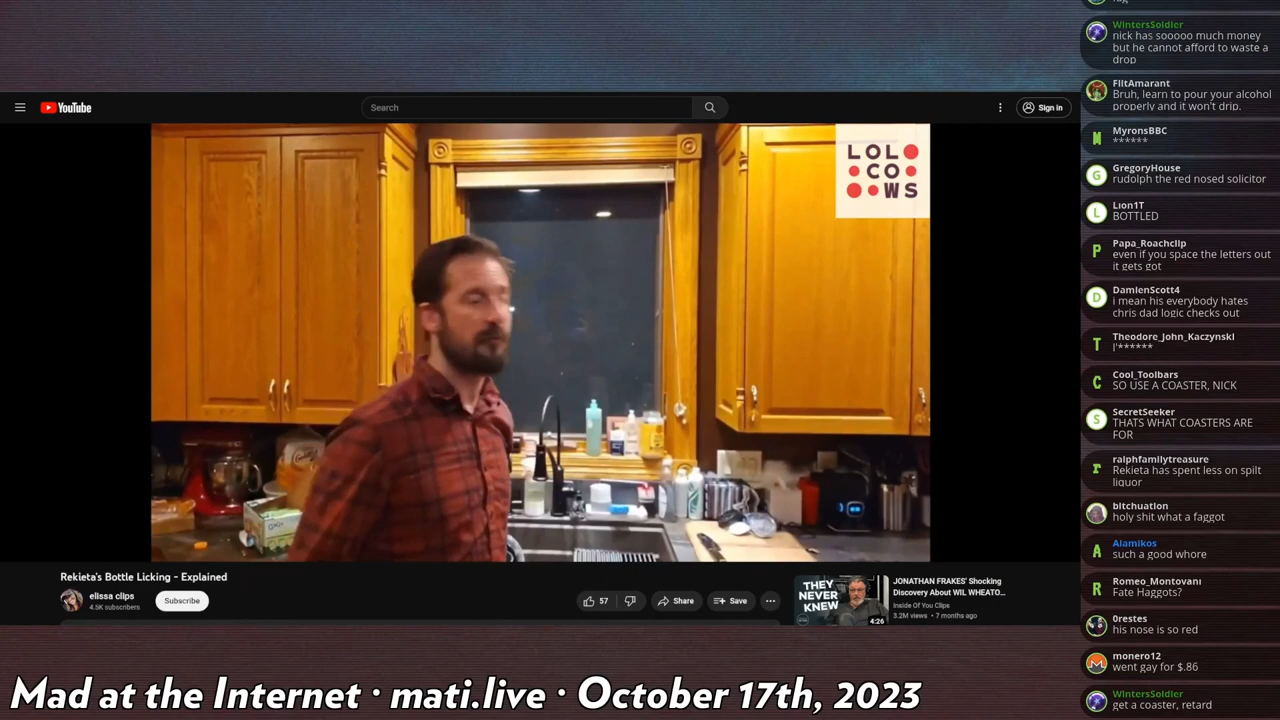 YouTube
Search
Sign in
LOL
CO
WS
Rekieta's Bottle Licking - Explained
elissa clips
4.5K subscribers
Subscribe
57
Share
Save
THEY
NEVER
KNEW
4:26
JONATHAN FRAKES' Shocking
Discovery About WIL WHEATO...
Inside Of You Clips
3.2M views • 7 months ago
WIntersSoldier
nick has sooooo much money
but he cannot afford to waste a
drop
FIltAmarant
Bruh, learn to pour your alcohol
properly and it won't drip.
MyronsBBC
******
GregoryHouse
rudolph the red nosed solicitor
LIon1T
BOTTLED
Papa_Roachclip
even if you space the letters out
it gets got
DamIenScott4
i mean his everybody hates
chris dad logic checks out
Theodore_John_KaczynskI
I'******
Cool_Toolbars
SO USE A COASTER, NICK
SecretSeeker
THATS WHAT COASTERS ARE
FOR
ralphfamilytreasure
Rekieta has spent less on spilt
liquor
bItchuatIon
holy shit what a faggot
Alamikos
such a good whore
Romeo_MontovanI
Fate Haggots?
0restes
his nose is so red
monero12
went gay for $.86
WIntersSoldier
get a coaster, retard
Mad at the Internet · mati.live · October 17th, 2023